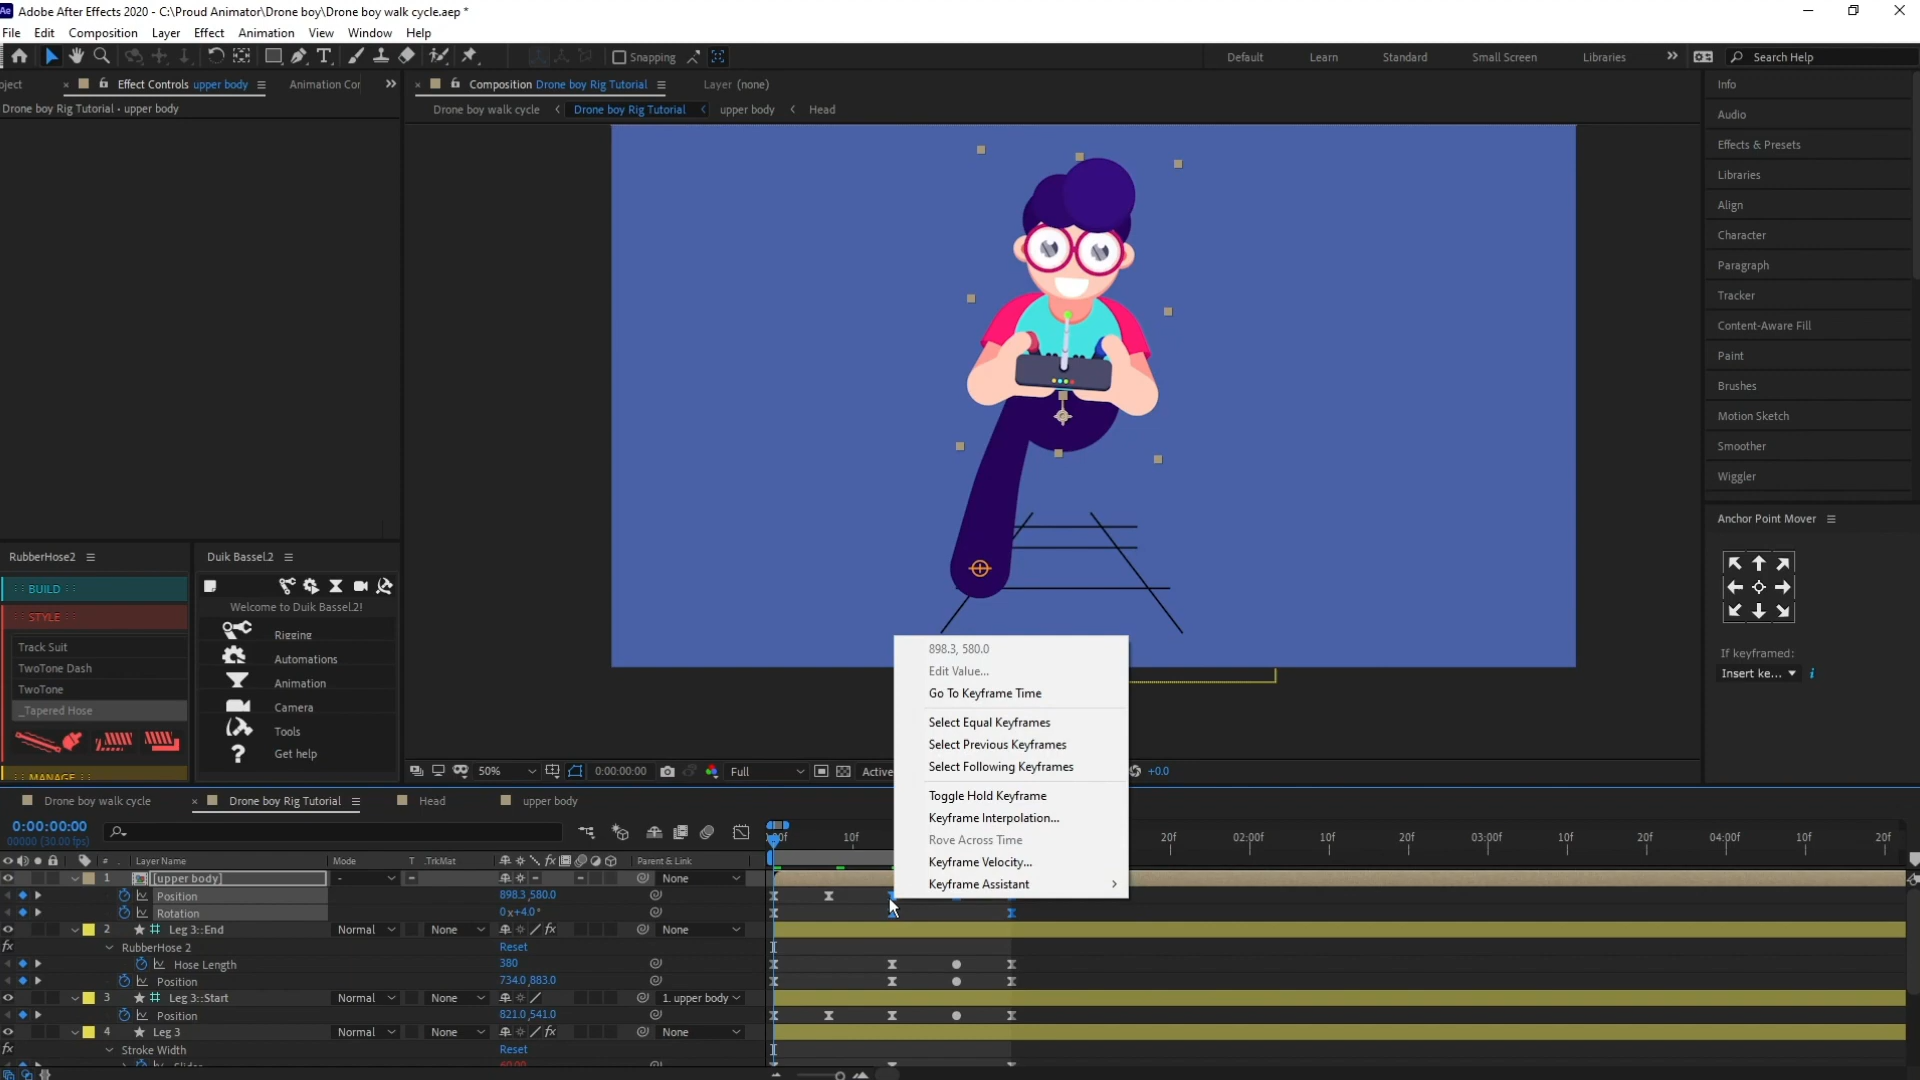 Adobe After Effects 2020 - C:\Proud Animator\Drone boy\Drone boy walk cycle.aep *
File Edit Composition Layer Effect Animation View Window Help
Snapping
Default Learn Standard Small Screen Libraries Search Help
oject Effect Controls upper body Animation Cor
Composition Drone boy Rig Tutorial Layer (none)
Drone boy Rig Tutorial • upper body
Drone boy walk cycle < Drone boy Rig Tutorial < upper body < Head
Info
Audio
Effects & Presets
Libraries
Align
Character
Paragraph
Tracker
Content-Aware Fill
Paint
Brushes
Motion Sketch
Smoother
Wiggler
Anchor Point Mover
If keyframed:
Insert ke...
RubberHose2
BUILD
STYLE
Track Suit
TwoTone Dash
TwoTone
_Tapered Hose
MANAGE
Duik Bassel.2
Welcome to Duik Bassel.2!
Rigging
Automations
Animation
Camera
Tools
Get help
50% 0:00:00:00 Full Active +0.0
898.3, 580.0
Edit Value...
Go To Keyframe Time
Select Equal Keyframes
Select Previous Keyframes
Select Following Keyframes
Toggle Hold Keyframe
Keyframe Interpolation...
Rove Across Time
Keyframe Velocity...
Keyframe Assistant
Drone boy walk cycle Drone boy Rig Tutorial Head upper body
0:00:00:00
00000 (30.00 fps)
10f 20f 02:00f 10f 20f 03:00f 10f 20f 04:00f 10f 20f
# Layer Name Mode T .TrkMat Parent & Link
1 [upper body] - None
Position 898.3,580.0
Rotation 0x+4.0°
2 Leg 3::End Normal None None
RubberHose 2 Reset
Hose Length 380
Position 734.0,883.0
3 Leg 3::Start Normal None 1. upper body
Position 821.0,541.0
4 Leg 3 Normal None None
Stroke Width Reset